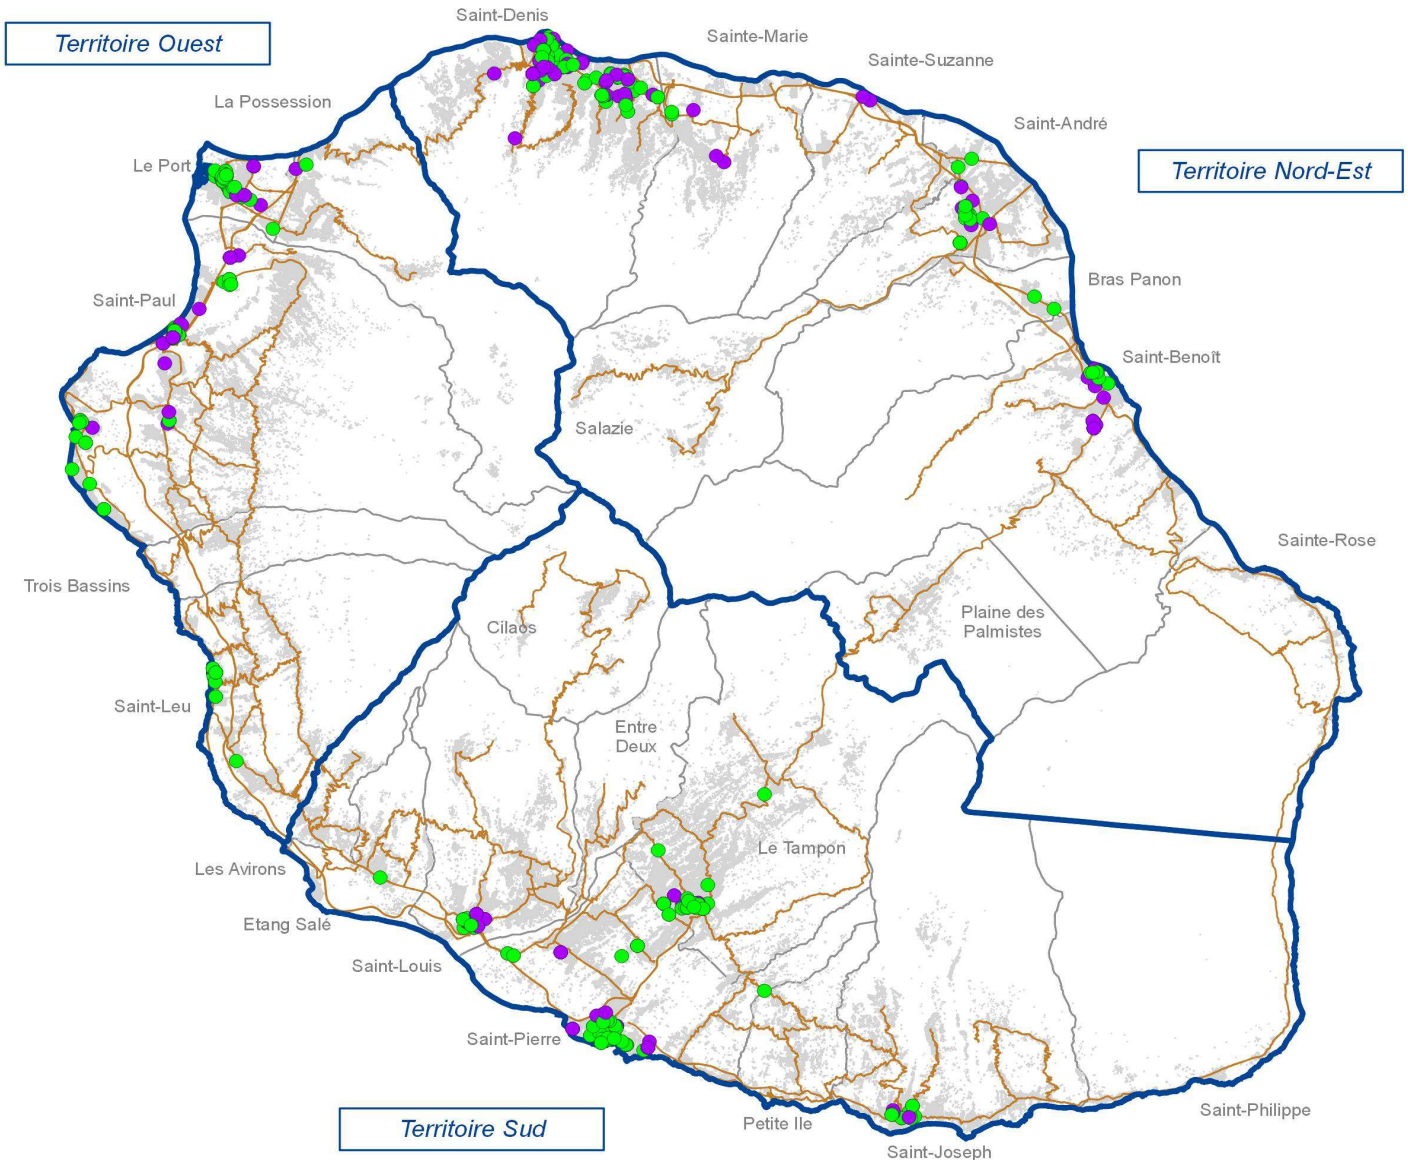 Saint-Denis
Territoire Ouest
Sainte-Marie
Sainte-Suzanne
La Possession
Saint-André
Le Port
Territoire Nord-Est
Bras Panon
Saint-Paul
Saint-Benoît
Salazie
Sainte-Rose
Trois Bassins
Plaine des
Palmistes
Cilaos
Saint-Leu
Entre
Deux
Le Tampon
Les Avirons
Etang Salé
Saint-Louis
Saint-Pierre
Saint-Philippe
Petite Ile
Territoire Sud
Saint-Joseph